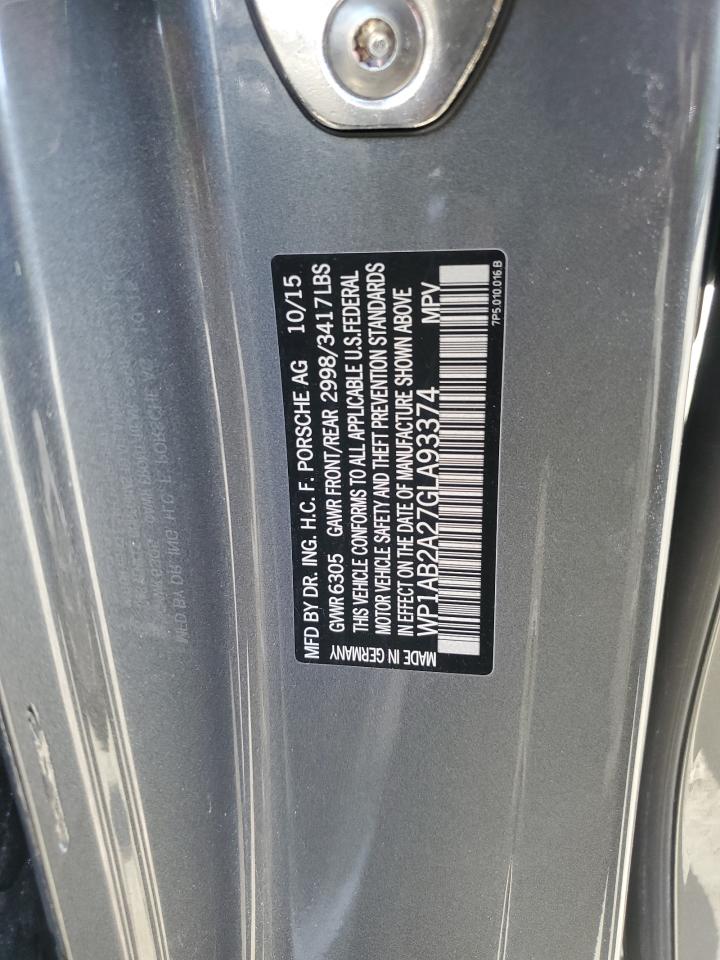 MFD BY DR. ING. H.C. F. PORSCHE AG 10/15
GVWR 6305 GAWR FRONT/REAR 2998/3417LBS
THIS VEHICLE CONFORMS TO ALL APPLICABLE U.S.FEDERAL
MOTOR VEHICLE SAFETY AND THEFT PREVENTION STANDARDS
IN EFFECT ON THE DATE OF MANUFACTURE SHOWN ABOVE
MADE IN GERMANY
WP1AB2A27GLA93374 MPV
7P5.010.016.B